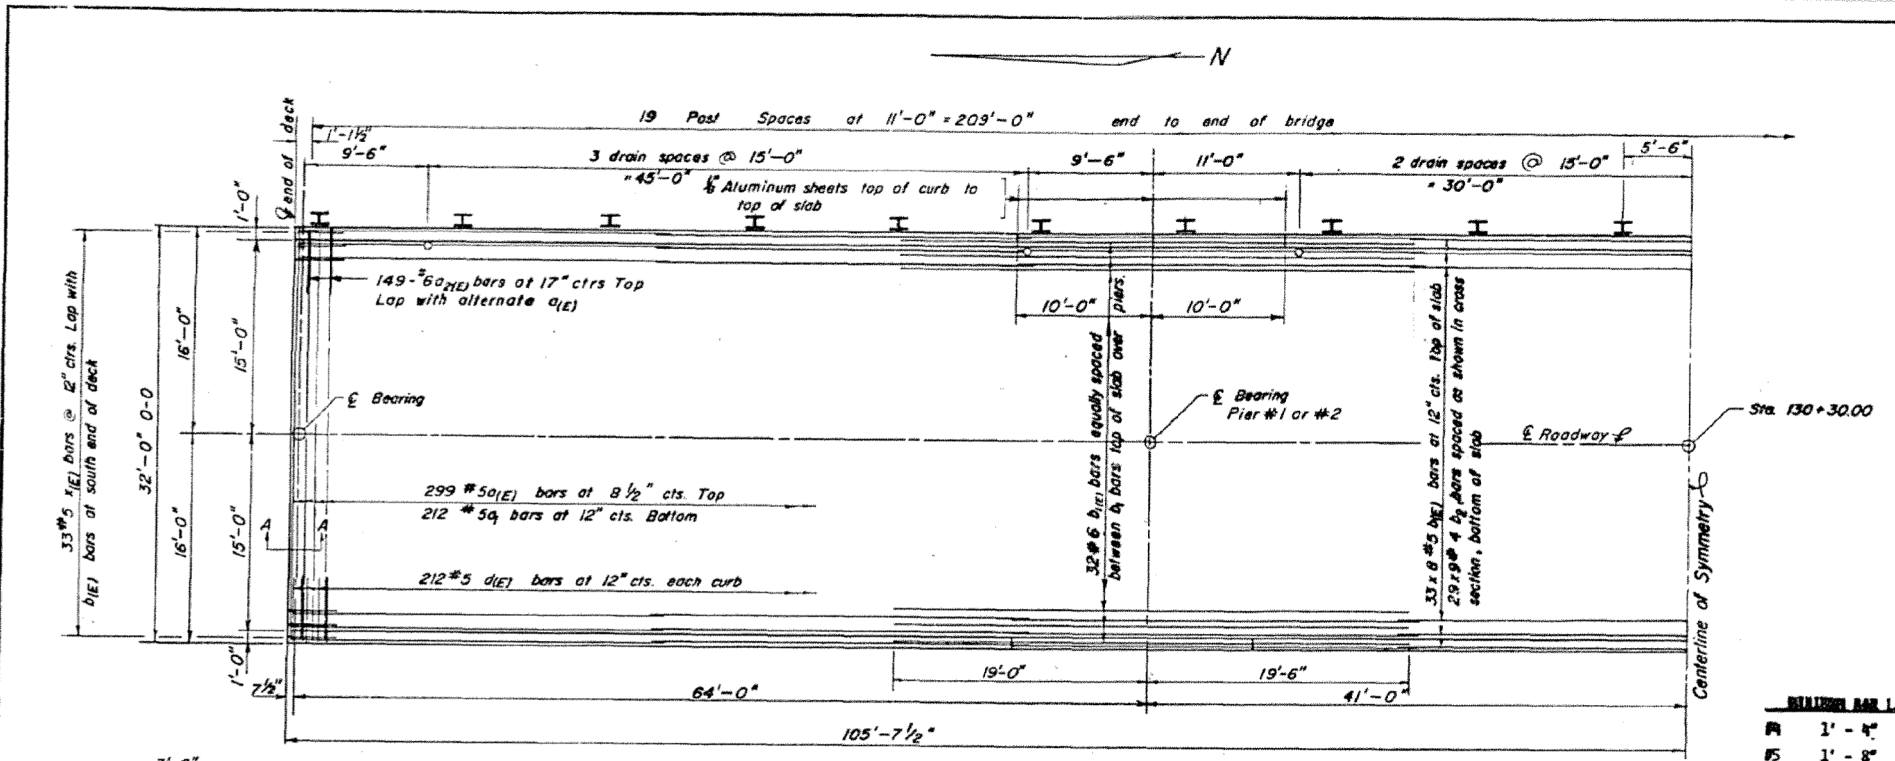 N
19 Post Spaces at 11'-0" = 209'-0" end to end of bridge
℄ end of deck
1'-1½"
9'-6"
3 drain spaces @ 15'-0"
= 45'-0"
9'-6"
11'-0"
2 drain spaces @ 15'-0"
= 30'-0"
5'-6"
⅛" Aluminum sheets top of curb to
top of slab
1'-0"
149-#6a2(E) bars at 17" ctrs Top
Lap with alternate a(E)
10'-0"
10'-0"
33#5 x(E) bars @ 12" ctrs. Lap with
b(E) bars at south end of deck
32'-0" 0-0
16'-0"
16'-0"
15'-0"
15'-0"
℄ Bearing
℄ Bearing
Pier #1 or #2
℄ Roadway
Sta. 130+30.00
32#6 b1(E) bars equally spaced
between b1 bars top of slab over piers.
33 x 8 #5 b(E) bars at 12" cts. top of slab
29x9#4 b2 bars spaced as shown in cross
section, bottom of slab
299 #5a(E) bars at 8½" cts. Top
212 #5a1 bars at 12" cts. Bottom
A A
212#5 d(E) bars at 12" cts. each curb
1'-0"
7½"
19'-0"
19'-6"
64'-0"
41'-0"
105'-7½"
Centerline of Symmetry
MINIMUM BAR L
#4 1' - 4"
#5 1' - 8"